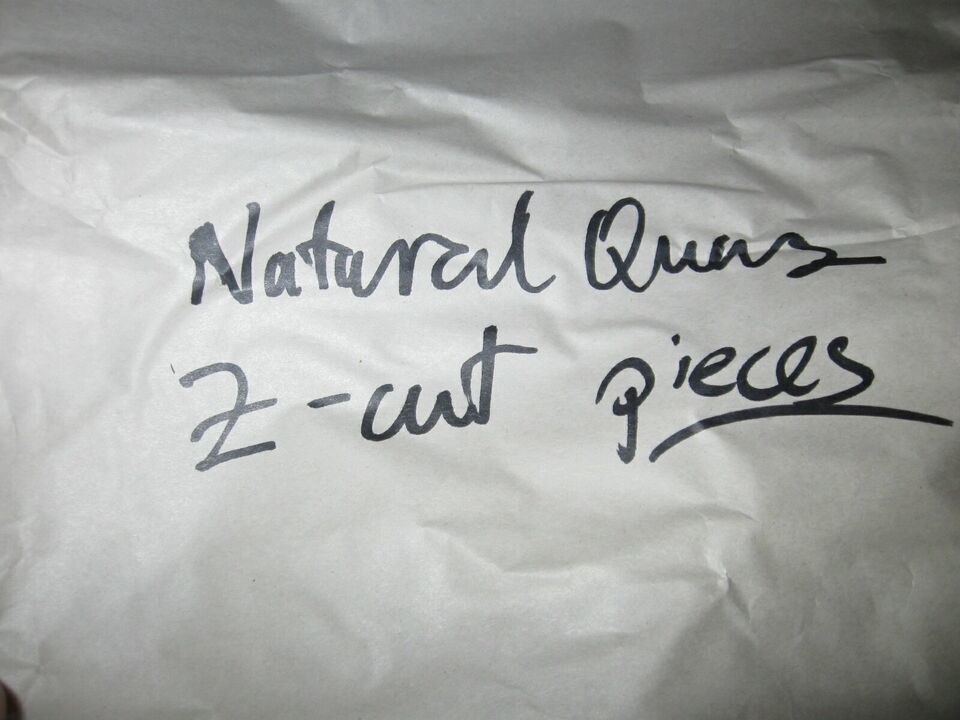 Natural Quarz
Z-cut pieces